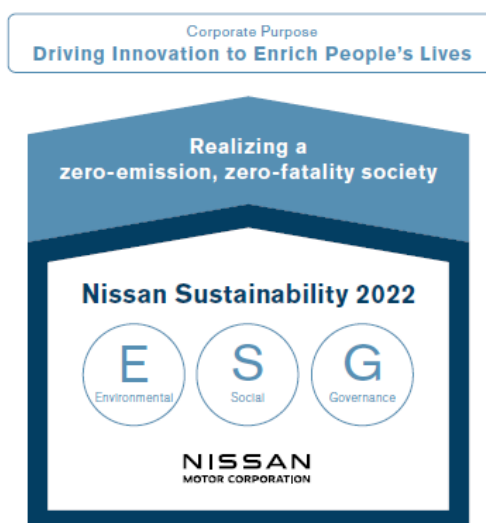 Corporate Purpose
Driving Innovation to Enrich People's Lives
Realizing a
zero-emission, zero-fatality society
Nissan Sustainability 2022
E S G
Environmental Social Governance
NISSAN
MOTOR CORPORATION